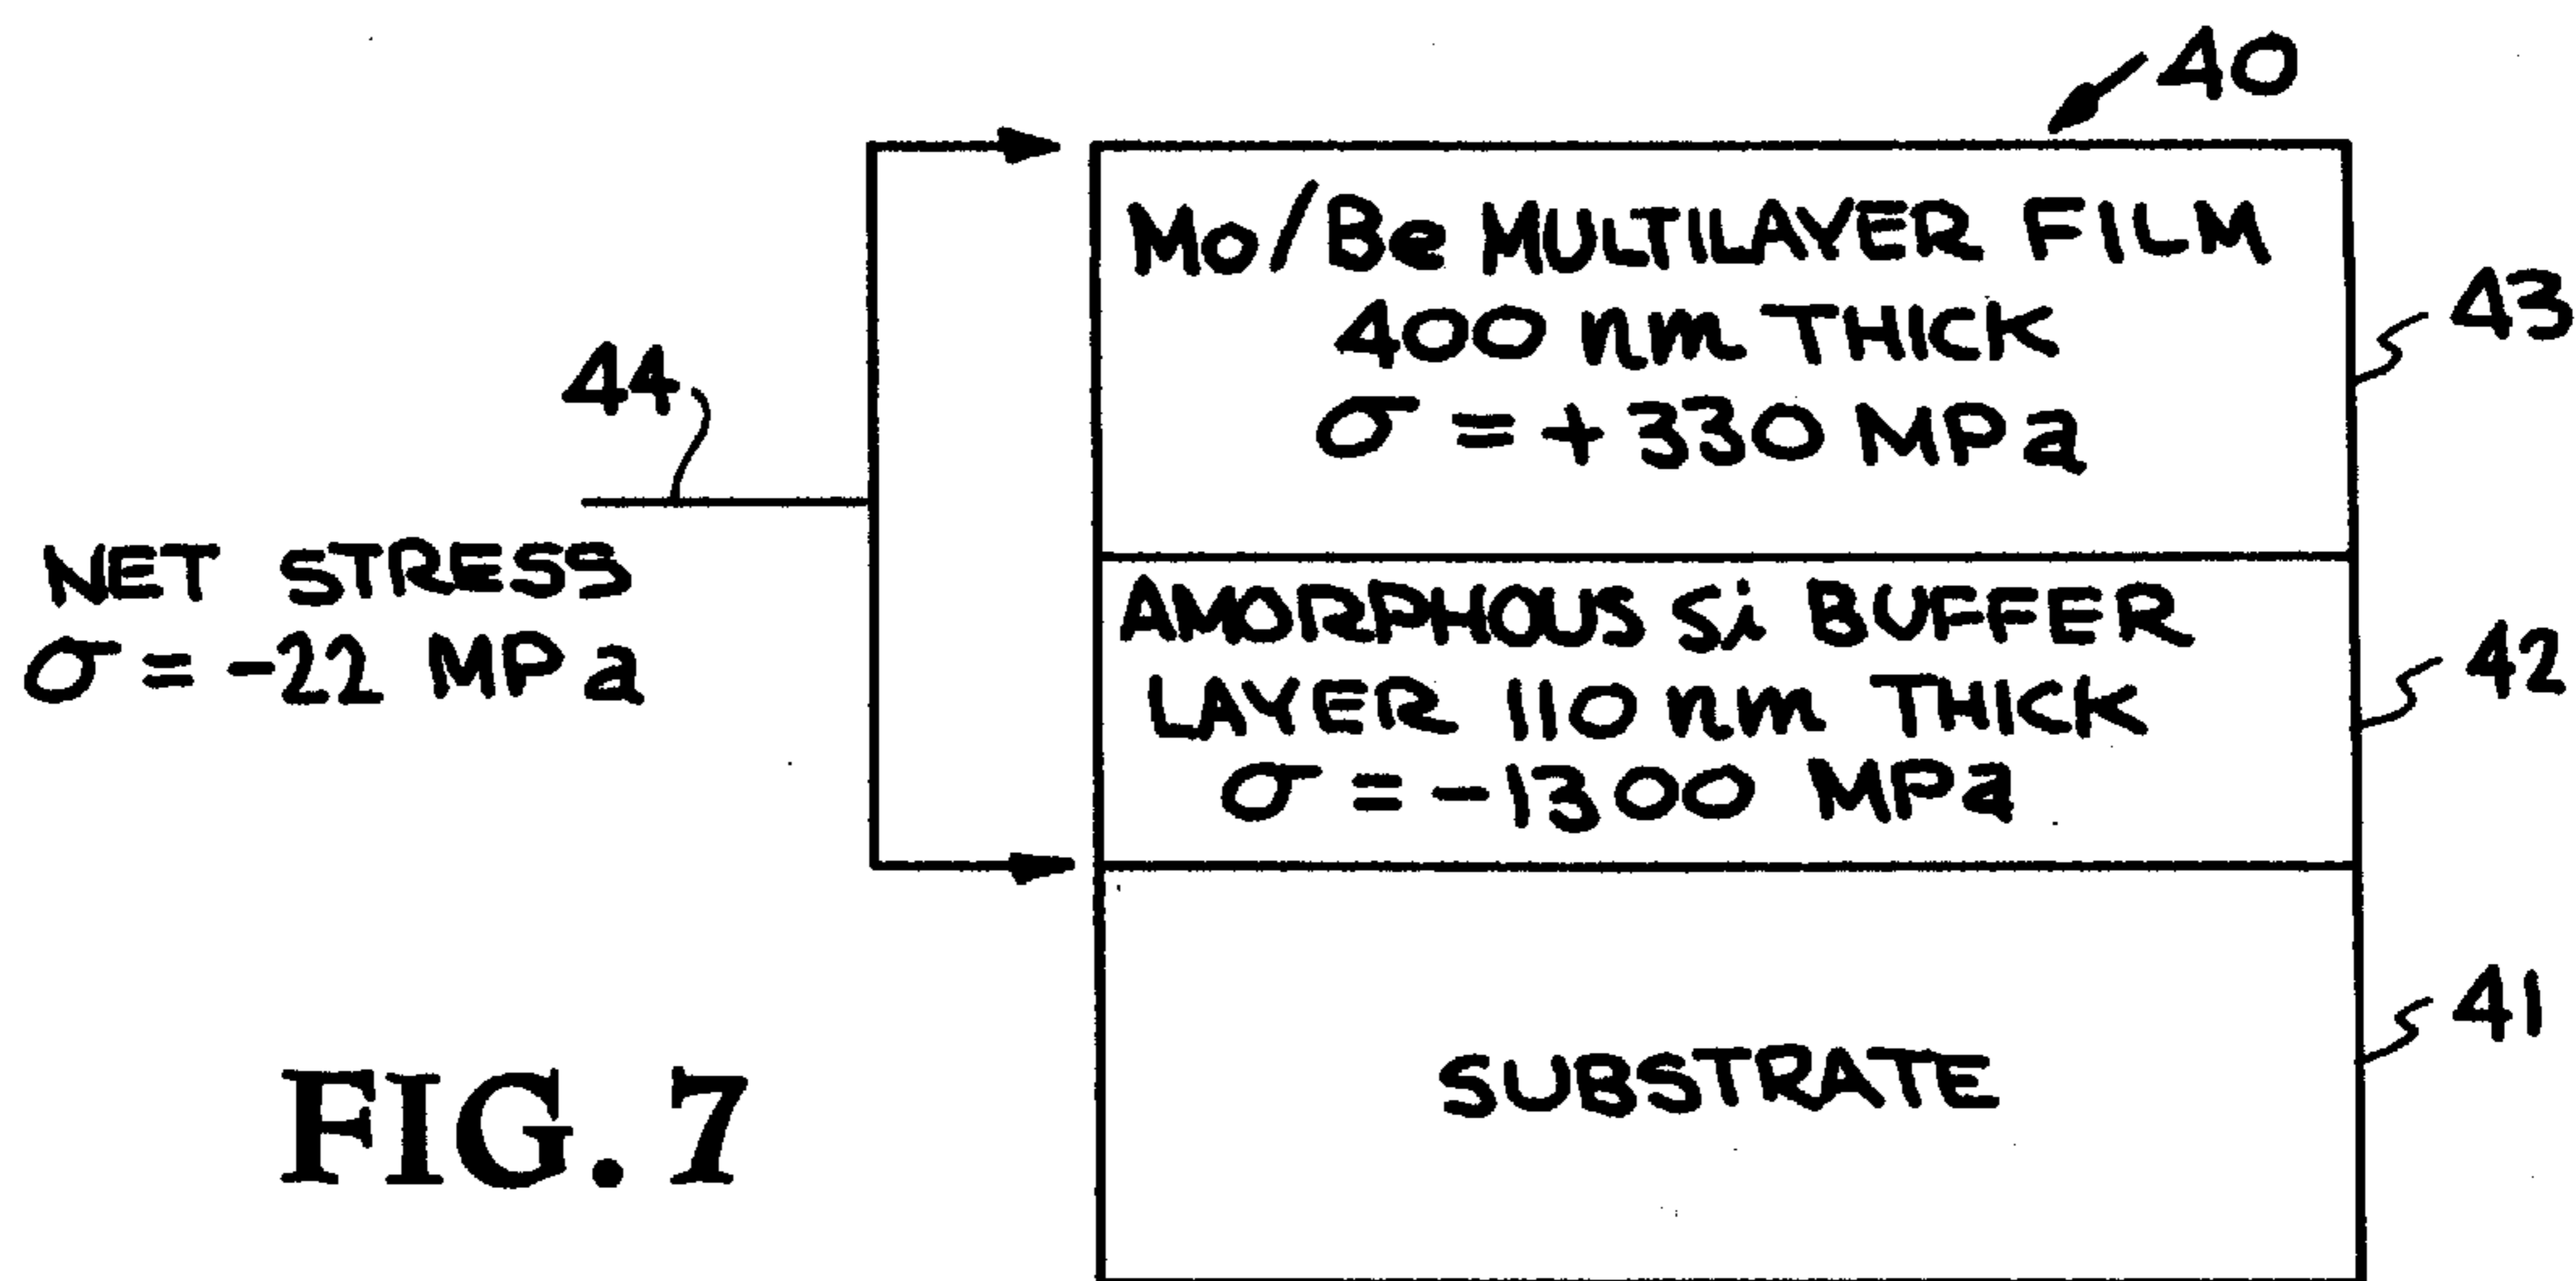 40
Mo/Be MULTILAYER FILM
400 nm THICK
σ = +330 MPa
43
44
NET STRESS
σ = -22 MPa
AMORPHOUS Si BUFFER
LAYER 110 nm THICK
σ = -1300 MPa
42
SUBSTRATE
41
FIG. 7